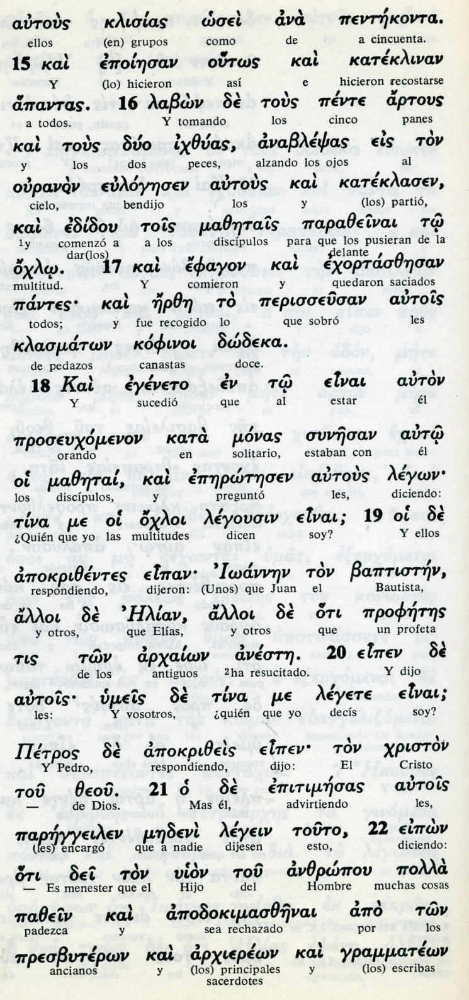 αὐτοὺς κλισίας ὡσεὶ ἀνὰ πεντήκοντα.
ellos (en) grupos como de a cincuenta.
15 καὶ ἐποίησαν οὕτως καὶ κατέκλιναν
Y (lo) hicieron así e hicieron recostarse
ἅπαντας. 16 λαβὼν δὲ τοὺς πέντε ἄρτους
a todos. Y tomando los cinco panes
καὶ τοὺς δύο ἰχθύας, ἀναβλέψας εἰς τὸν
y los dos peces, alzando los ojos al
οὐρανὸν εὐλόγησεν αὐτοὺς καὶ κατέκλασεν,
cielo, bendijo los y (los) partió,
καὶ ἐδίδου τοῖς μαθηταῖς παραθεῖναι τῷ
1y comenzó a a los discípulos para que los pusieran de la
dar(los) delante
ὄχλῳ. 17 καὶ ἔφαγον καὶ ἐχορτάσθησαν
multitud. Y comieron y quedaron saciados
πάντες· καὶ ἤρθη τὸ περισσεῦσαν αὐτοῖς
todos; y fue recogido lo que sobró les
κλασμάτων κόφινοι δώδεκα.
de pedazos canastas doce.
18 Καὶ ἐγένετο ἐν τῷ εἶναι αὐτὸν
Y sucedió que al estar él
προσευχόμενον κατὰ μόνας συνῆσαν αὐτῷ
orando en solitario, estaban con él
οἱ μαθηταί, καὶ ἐπηρώτησεν αὐτοὺς λέγων·
los discípulos, y preguntó les, diciendo:
τίνα με οἱ ὄχλοι λέγουσιν εἶναι; 19 οἱ δὲ
¿Quién que yo las multitudes dicen soy? Y ellos
ἀποκριθέντες εἶπαν· Ἰωάννην τὸν βαπτιστήν,
respondiendo, dijeron: (Unos) que Juan el Bautista,
ἄλλοι δὲ Ἠλίαν, ἄλλοι δὲ ὅτι προφήτης
y otros, que Elías, y otros que un profeta
τις τῶν ἀρχαίων ἀνέστη. 20 εἶπεν δὲ
de los antiguos 2ha resucitado. Y dijo
αὐτοῖς· ὑμεῖς δὲ τίνα με λέγετε εἶναι;
les: Y vosotros, ¿quién que yo decís soy?
Πέτρος δὲ ἀποκριθεὶς εἶπεν· τὸν χριστὸν
Y Pedro, respondiendo, dijo: El Cristo
τοῦ θεοῦ. 21 ὁ δὲ ἐπιτιμήσας αὐτοῖς
— de Dios. Mas él, advirtiendo les,
παρήγγειλεν μηδενὶ λέγειν τοῦτο, 22 εἰπὼν
(les) encargó que a nadie dijesen esto, diciendo:
ὅτι δεῖ τὸν υἱὸν τοῦ ἀνθρώπου πολλὰ
— Es menester que el Hijo del Hombre muchas cosas
παθεῖν καὶ ἀποδοκιμασθῆναι ἀπὸ τῶν
padezca y sea rechazado por los
πρεσβυτέρων καὶ ἀρχιερέων καὶ γραμματέων
ancianos y (los) principales y (los) escribas
sacerdotes